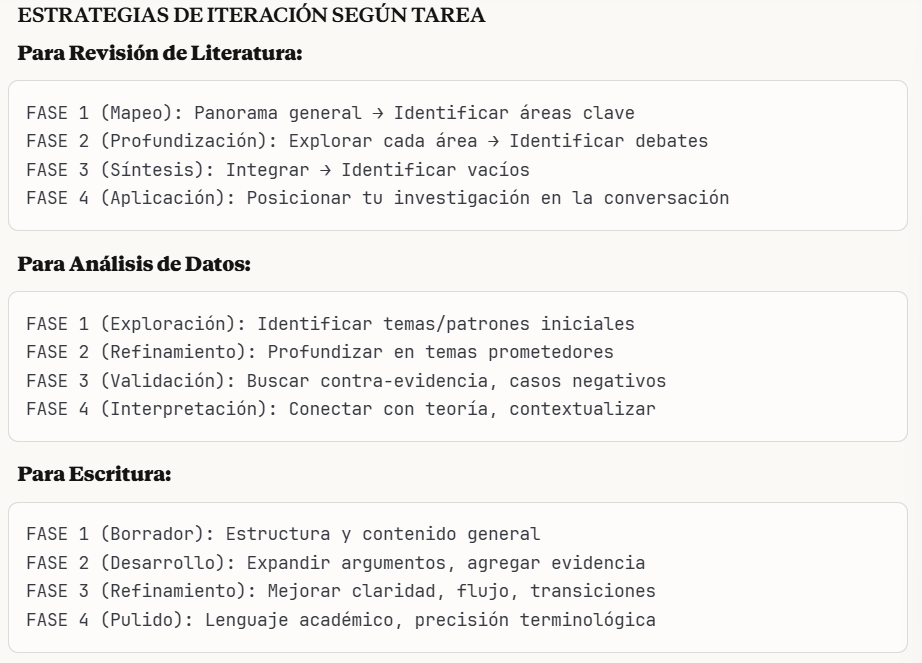 ESTRATEGIAS DE ITERACIÓN SEGÚN TAREA
Para Revisión de Literatura:
FASE 1 (Mapeo): Panorama general → Identificar áreas clave
FASE 2 (Profundización): Explorar cada área → Identificar debates
FASE 3 (Síntesis): Integrar → Identificar vacíos
FASE 4 (Aplicación): Posicionar tu investigación en la conversación
Para Análisis de Datos:
FASE 1 (Exploración): Identificar temas/patrones iniciales
FASE 2 (Refinamiento): Profundizar en temas prometedores
FASE 3 (Validación): Buscar contra-evidencia, casos negativos
FASE 4 (Interpretación): Conectar con teoría, contextualizar
Para Escritura:
FASE 1 (Borrador): Estructura y contenido general
FASE 2 (Desarrollo): Expandir argumentos, agregar evidencia
FASE 3 (Refinamiento): Mejorar claridad, flujo, transiciones
FASE 4 (Pulido): Lenguaje académico, precisión terminológica